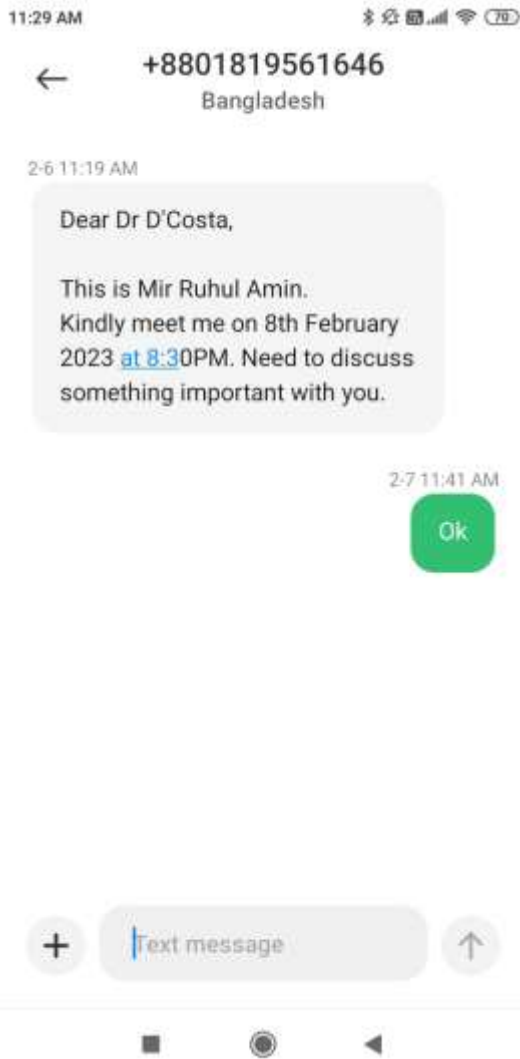 11:29 AM
70
+8801819561646
Bangladesh
2-6 11:19 AM
Dear Dr D'Costa,
This is Mir Ruhul Amin.
Kindly meet me on 8th February
2023 at 8:30PM. Need to discuss
something important with you.
2-7 11:41 AM
Ok
Text message